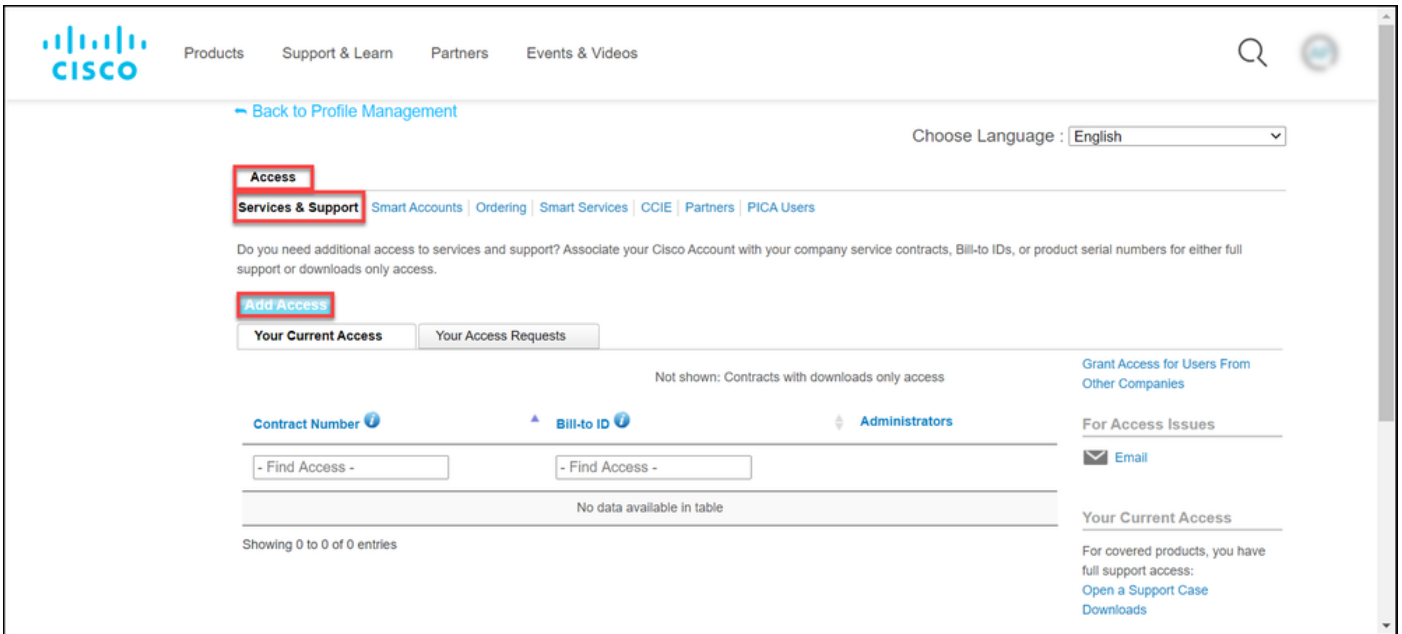 CISCO
Products Support & Learn Partners Events & Videos
Back to Profile Management
Choose Language : English
Access
Services & Support Smart Accounts Ordering Smart Services CCIE Partners PICA Users
Do you need additional access to services and support? Associate your Cisco Account with your company service contracts, Bill-to IDs, or product serial numbers for either full
support or downloads only access.
Add Access
Your Current Access Your Access Requests
Not shown: Contracts with downloads only access
Contract Number Bill-to ID Administrators
- Find Access - - Find Access -
No data available in table
Showing 0 to 0 of 0 entries
Grant Access for Users From
Other Companies
For Access Issues
Email
Your Current Access
For covered products, you have
full support access:
Open a Support Case
Downloads